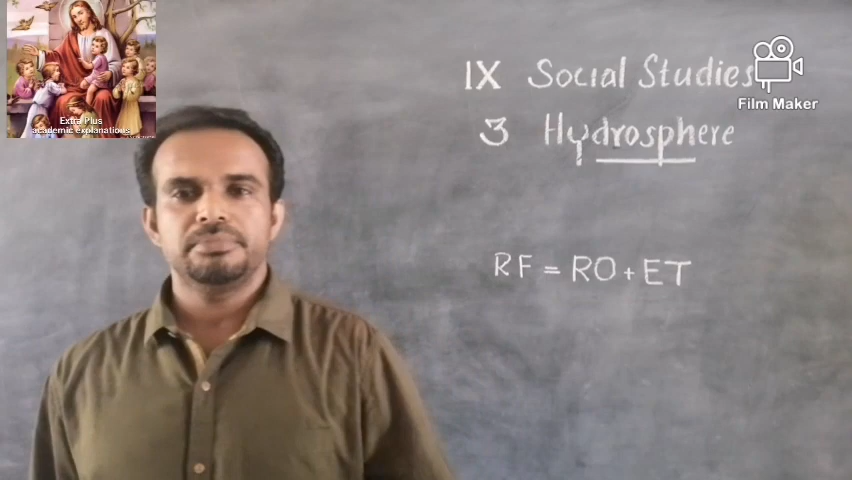 Extra Plus
academic explanations
IX Social Studies
Film Maker
3 Hydrosphere
RF = RO + ET